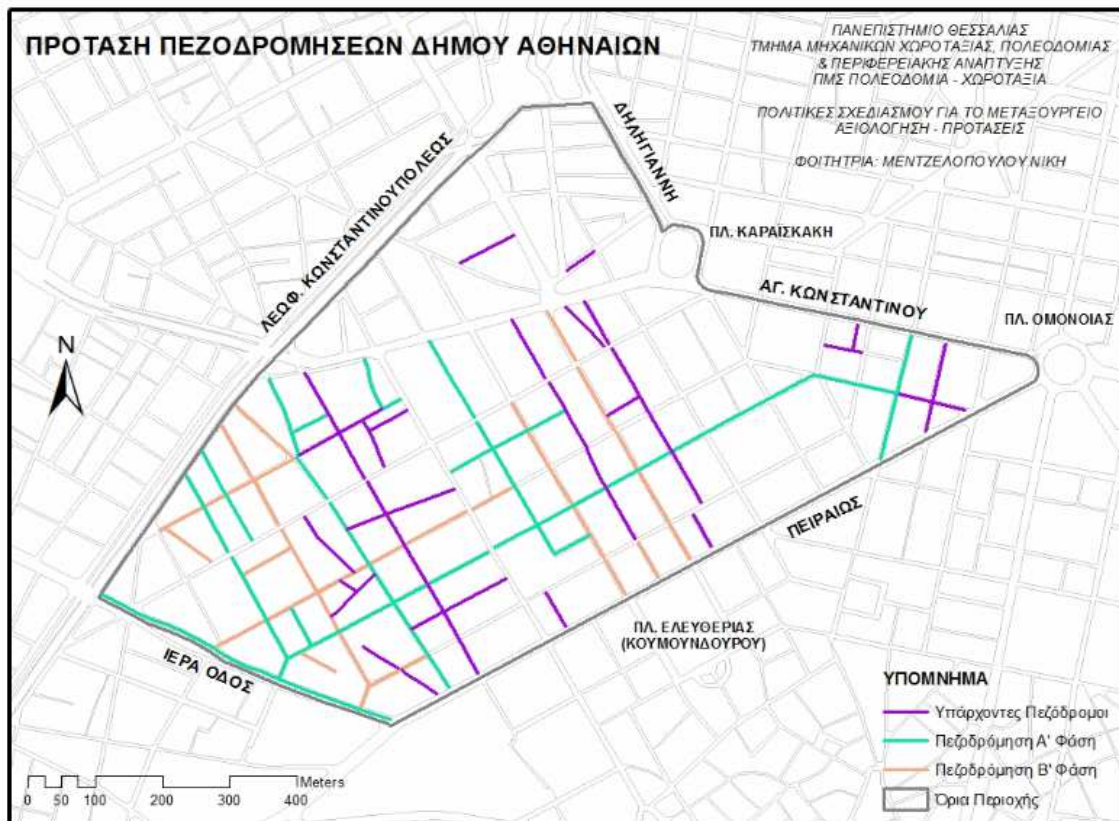 ΠΡΟΤΑΣΗ ΠΕΖΟΔΡΟΜΗΣΕΩΝ ΔΗΜΟΥ ΑΘΗΝΑΙΩΝ
ΠΑΝΕΠΙΣΤΗΜΙΟ ΘΕΣΣΑΛΙΑΣ
ΤΜΗΜΑ ΜΗΧΑΝΙΚΩΝ ΧΩΡΟΤΑΞΙΑΣ, ΠΟΛΕΟΔΟΜΙΑΣ
& ΠΕΡΙΦΕΡΕΙΑΚΗΣ ΑΝΑΠΤΥΞΗΣ
ΠΜΣ ΠΟΛΕΟΔΟΜΙΑ - ΧΩΡΟΤΑΞΙΑ
ΠΟΛΙΤΙΚΕΣ ΣΧΕΔΙΑΣΜΟΥ ΓΙΑ ΤΟ ΜΕΤΑΞΟΥΡΓΕΙΟ
ΑΞΙΟΛΟΓΗΣΗ - ΠΡΟΤΑΣΕΙΣ
ΦΟΙΤΗΤΡΙΑ: ΜΕΝΤΖΕΛΟΠΟΥΛΟΥ ΝΙΚΗ
ΔΗΛΗΓΙΑΝΝΗ
ΛΕΩΦ. ΚΩΝΣΤΑΝΤΙΝΟΥΠΟΛΕΩΣ
ΠΛ. ΚΑΡΑΙΣΚΑΚΗ
ΑΓ. ΚΩΝΣΤΑΝΤΙΝΟΥ
ΠΛ. ΟΜΟΝΟΙΑΣ
N
ΠΕΙΡΑΙΩΣ
ΠΛ. ΕΛΕΥΘΕΡΙΑΣ
(ΚΟΥΜΟΥΝΔΟΥΡΟΥ)
ΙΕΡΑ ΟΔΟΣ
ΥΠΟΜΝΗΜΑ
Υπάρχοντες Πεζόδρομοι
Πεζοδρόμηση Α' Φάση
Πεζοδρόμηση Β' Φάση
Όρια Περιοχής
Meters
0 50 100 200 300 400